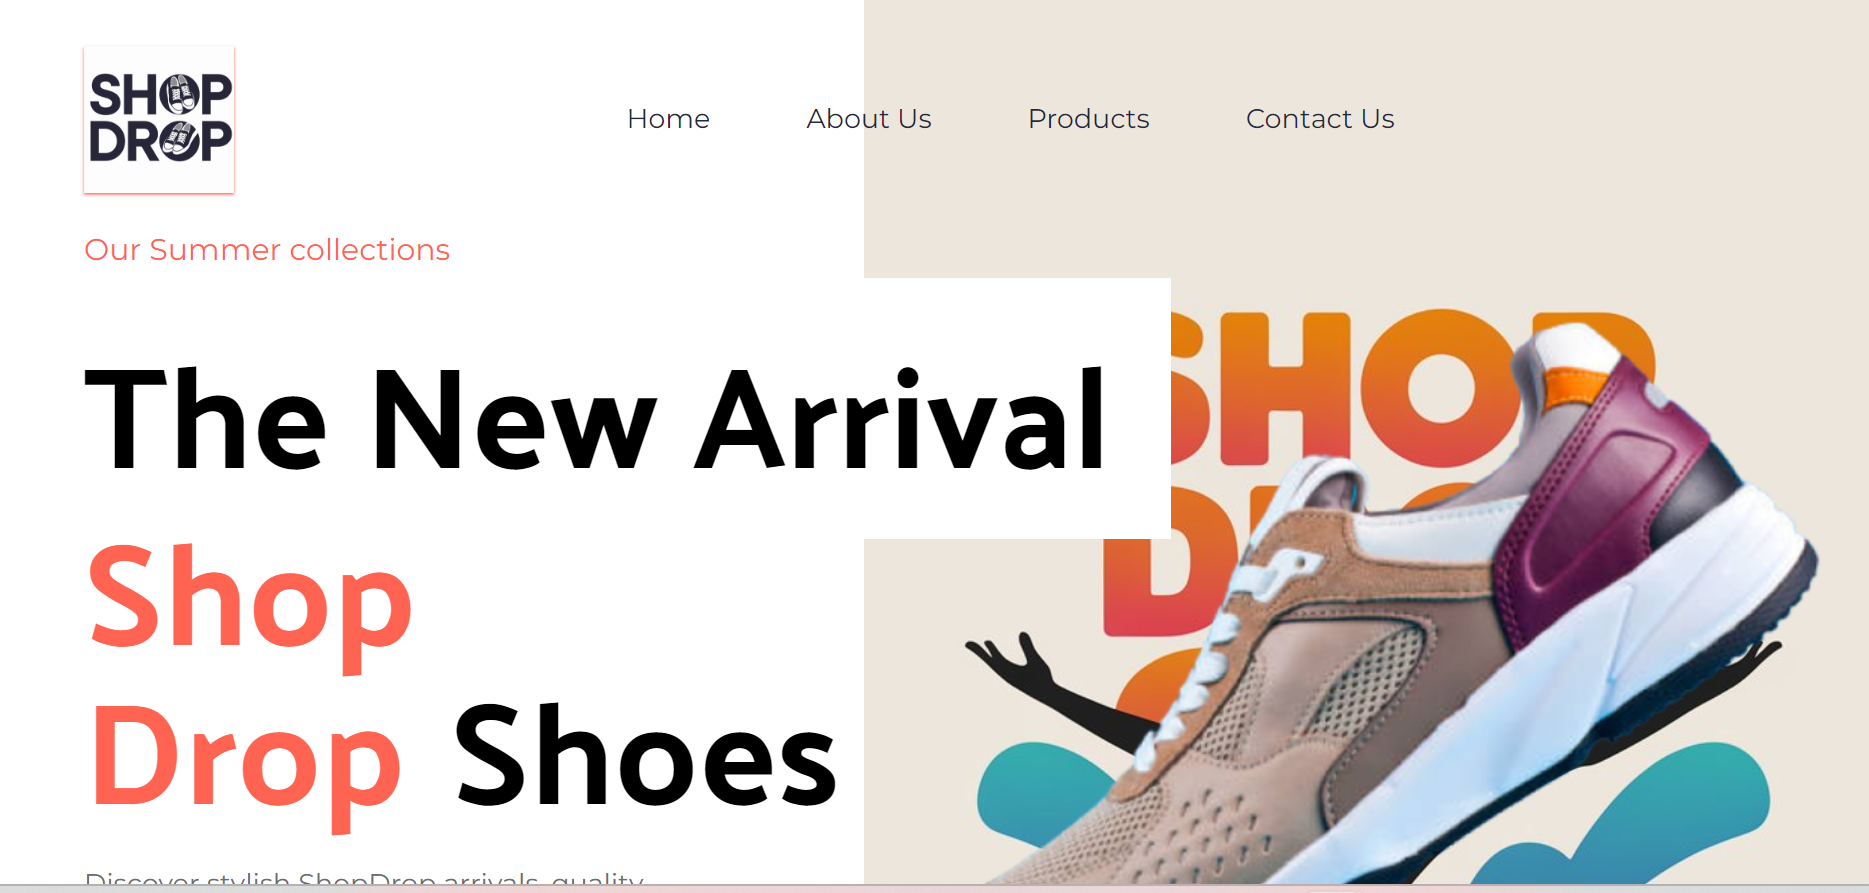 SHOP
DROP
Home About Us Products Contact Us
Our Summer collections
The New Arrival
Shop
Drop Shoes
SHOP
D
Discover stylish ShopDrop arrivals, quality